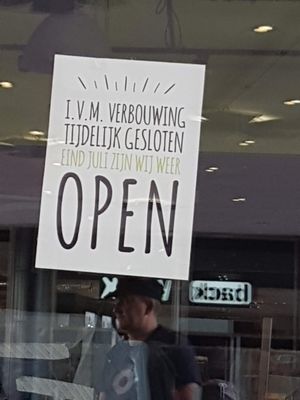 I.V.M. VERBOUWING
TIJDELIJK GESLOTEN
EIND JULI ZIJN WIJ WEER
OPEN